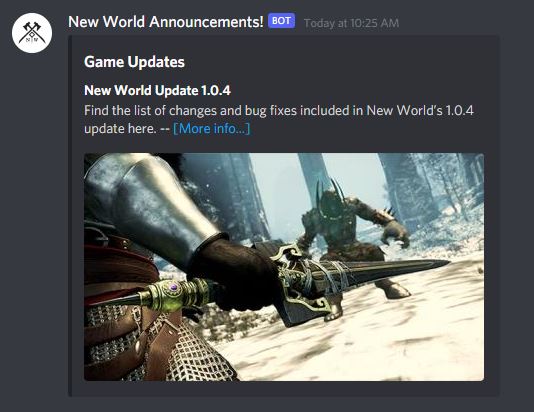 New World Announcements! BOT Today at 10:25 AM
N W
Game Updates
New World Update 1.0.4
Find the list of changes and bug fixes included in New World’s 1.0.4
update here. -- [More info...]